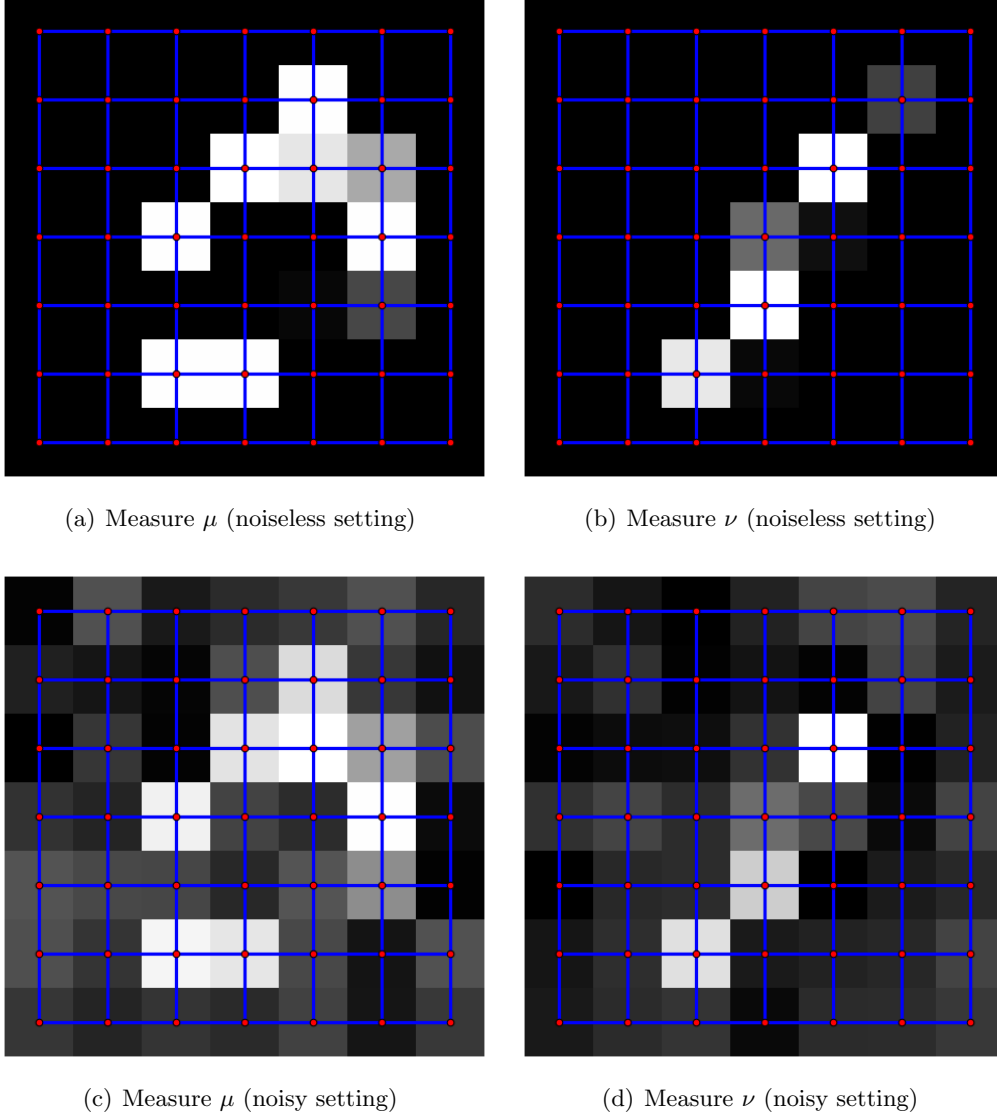 (a) Measure μ (noiseless setting)
(b) Measure ν (noiseless setting)
(c) Measure μ (noisy setting)
(d) Measure ν (noisy setting)